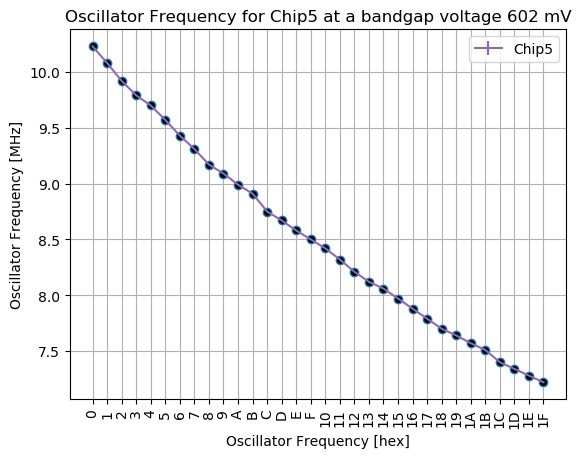 Oscillator Frequency for Chip5 at a bandgap voltage 602 mV
Chip5
Oscillator Frequency [MHz]
10.0
9.5
9.0
8.5
8.0
7.5
0 1 2 3 4 5 6 7 8 9 A B C D E F 10 11 12 13 14 15 16 17 18 19 1A 1B 1C 1D 1E 1F
Oscillator Frequency [hex]